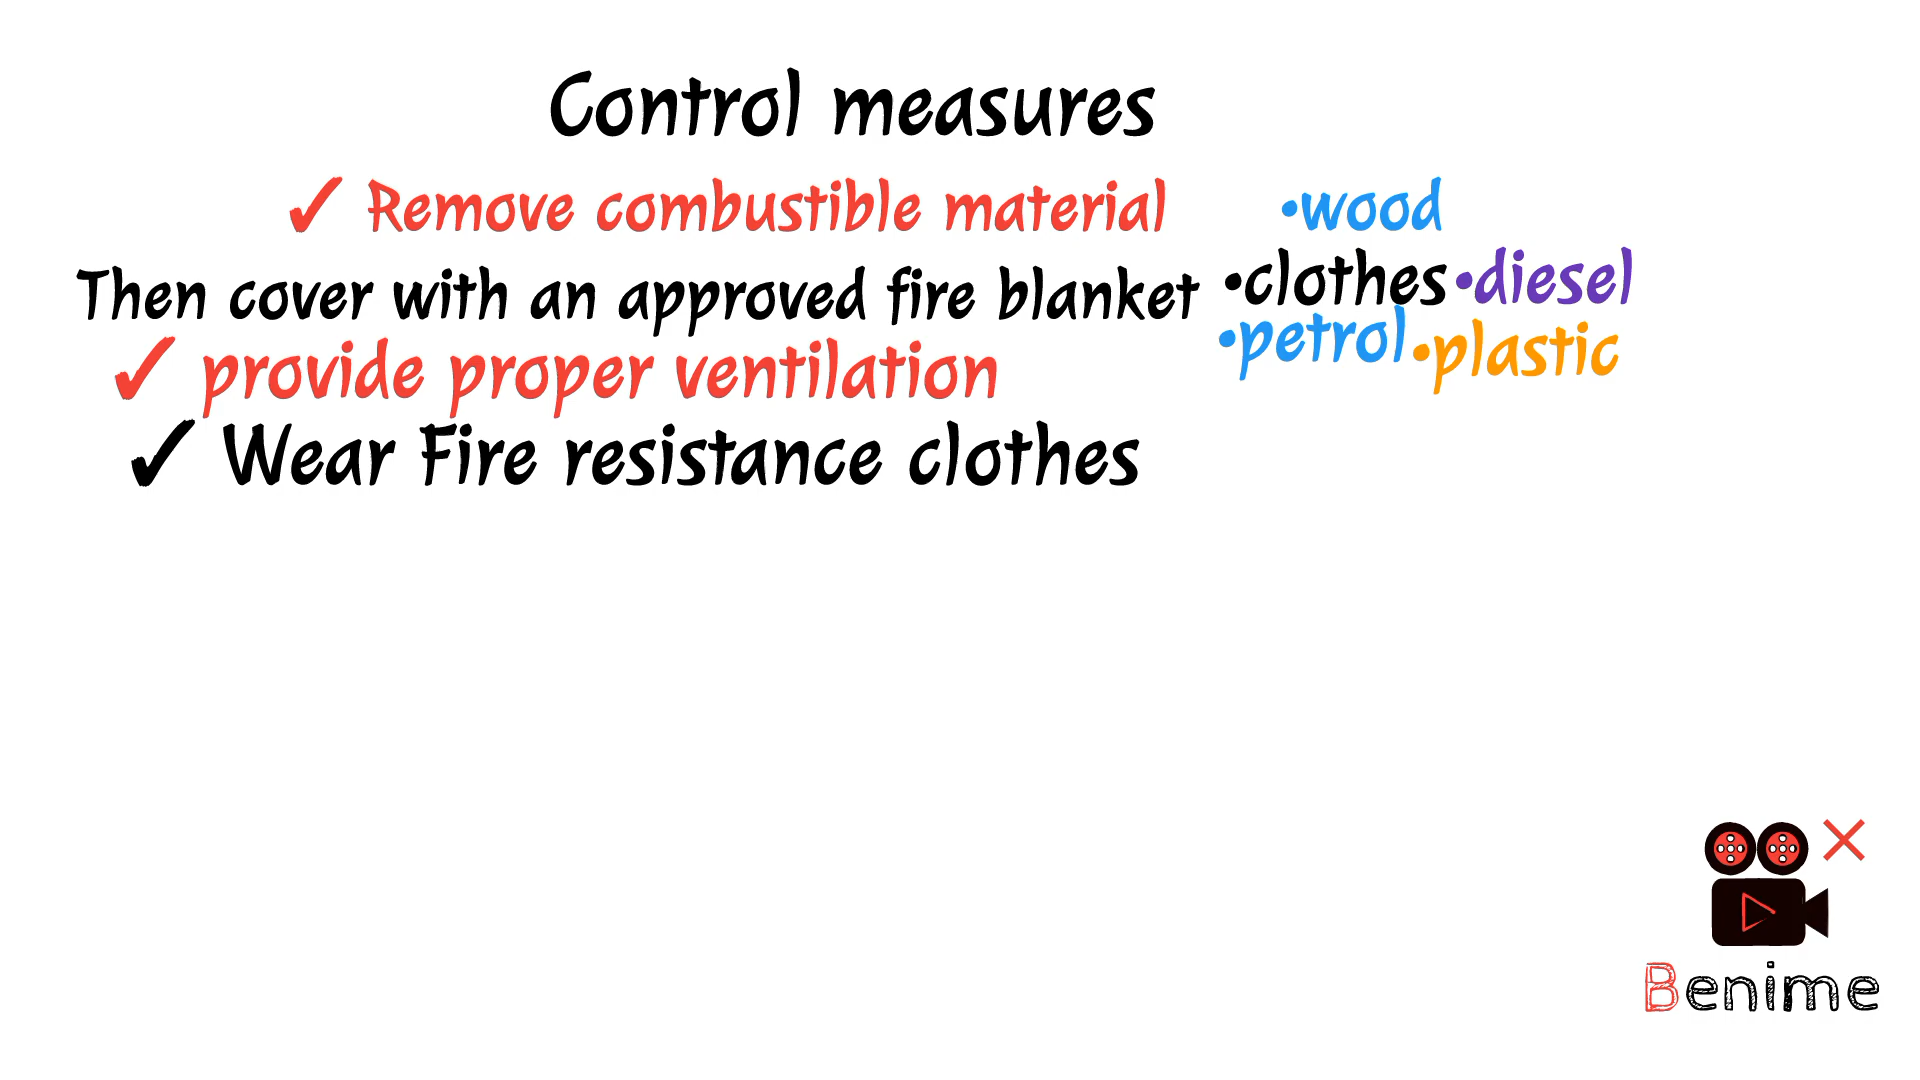 Control measures
✓ Remove combustible material
•wood
Then cover with an approved fire blanket
•clothes •diesel
✓ provide proper ventilation
•petrol •plastic
✓ Wear Fire resistance clothes
Benime